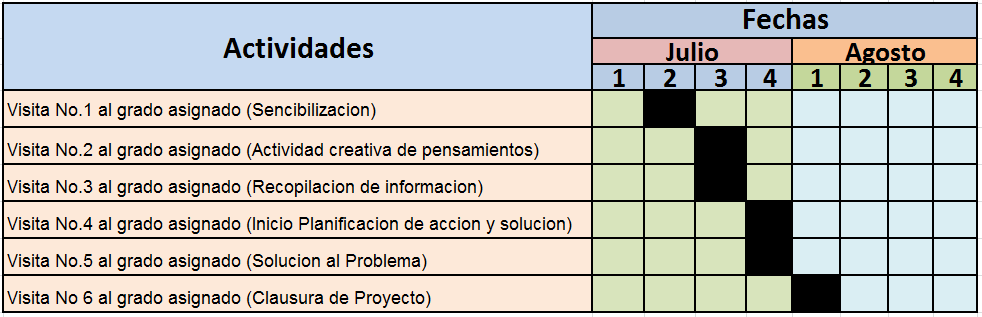 Actividades
Fechas
Julio Agosto
1 2 3 4 1 2 3 4
Visita No.1 al grado asignado (Sencibilizacion)
Visita No.2 al grado asignado (Actividad creativa de pensamientos)
Visita No.3 al grado asignado (Recopilacion de informacion)
Visita No.4 al grado asignado (Inicio Planificacion de accion y solucion)
Visita No.5 al grado asignado (Solucion al Problema)
Visita No 6 al grado asignado (Clausura de Proyecto)